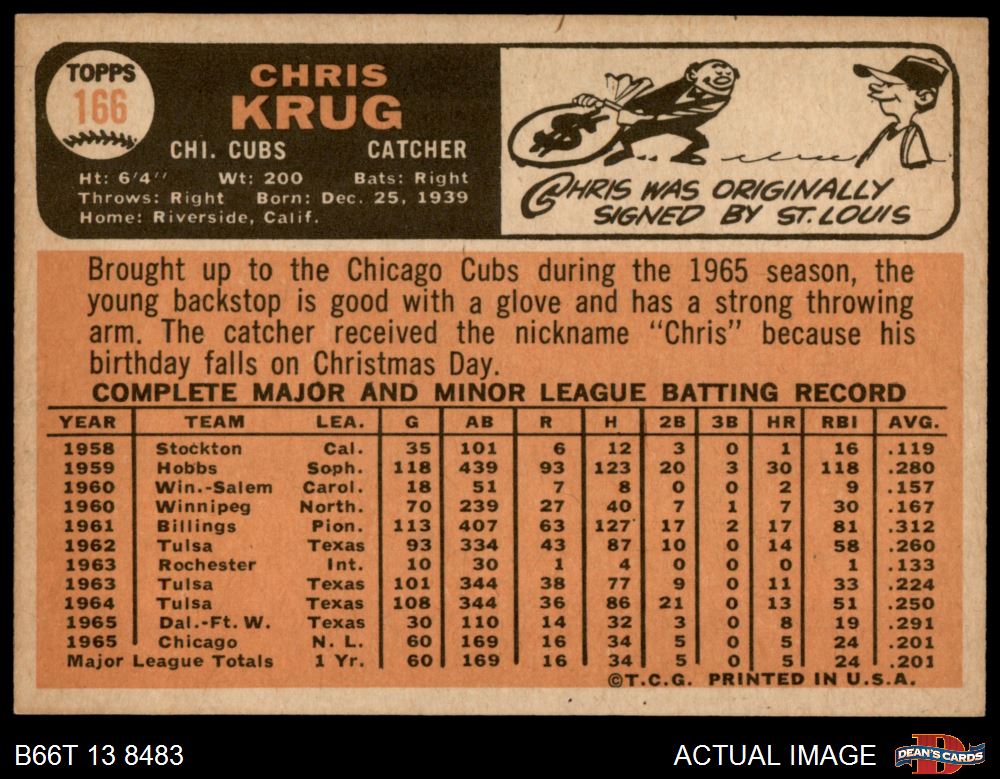 TOPPS
166
CHRIS
KRUG
CHI. CUBS CATCHER
Ht: 6'4" Wt: 200 Bats: Right
Throws: Right Born: Dec. 25, 1939
Home: Riverside, Calif.
$
CHRIS WAS ORIGINALLY
SIGNED BY ST. LOUIS
Brought up to the Chicago Cubs during the 1965 season, the
young backstop is good with a glove and has a strong throwing
arm. The catcher received the nickname "Chris" because his
birthday falls on Christmas Day.
COMPLETE MAJOR AND MINOR LEAGUE BATTING RECORD
YEAR TEAM LEA. G AB R H 2B 3B HR RBI AVG.
1958 Stockton Cal. 35 101 6 12 3 0 1 16 .119
1959 Hobbs Soph. 118 439 93 123 20 3 30 118 .280
1960 Win.-Salem Carol. 18 51 7 8 0 0 2 9 .157
1960 Winnipeg North. 70 239 27 40 7 1 7 30 .167
1961 Billings Pion. 113 407 63 127 17 2 17 81 .312
1962 Tulsa Texas 93 334 43 87 10 0 14 58 .260
1963 Rochester Int. 10 30 1 4 0 0 0 1 .133
1963 Tulsa Texas 101 344 38 77 9 0 11 33 .224
1964 Tulsa Texas 108 344 36 86 21 0 13 51 .250
1965 Dal.-Ft. W. Texas 30 110 14 32 3 0 8 19 .291
1965 Chicago N. L. 60 169 16 34 5 0 5 24 .201
Major League Totals 1 Yr. 60 169 16 34 5 0 5 24 .201
©T.C.G. PRINTED IN U.S.A.
B66T 13 8483 ACTUAL IMAGE DEAN'S CARDS